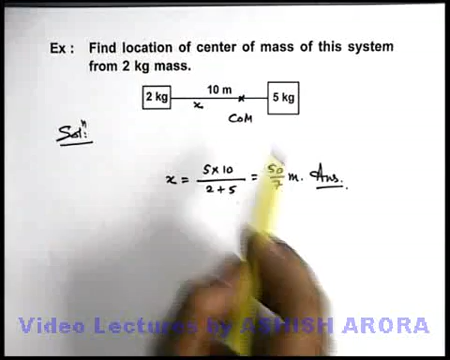 Ex : Find location of center of mass of this system
from 2 kg mass.
10 m
2 kg x 5 kg
COM
Solⁿ
x = 5×10 / 2+5 = 50/7 m. Ans.
Video Lectures by ASHISH ARORA